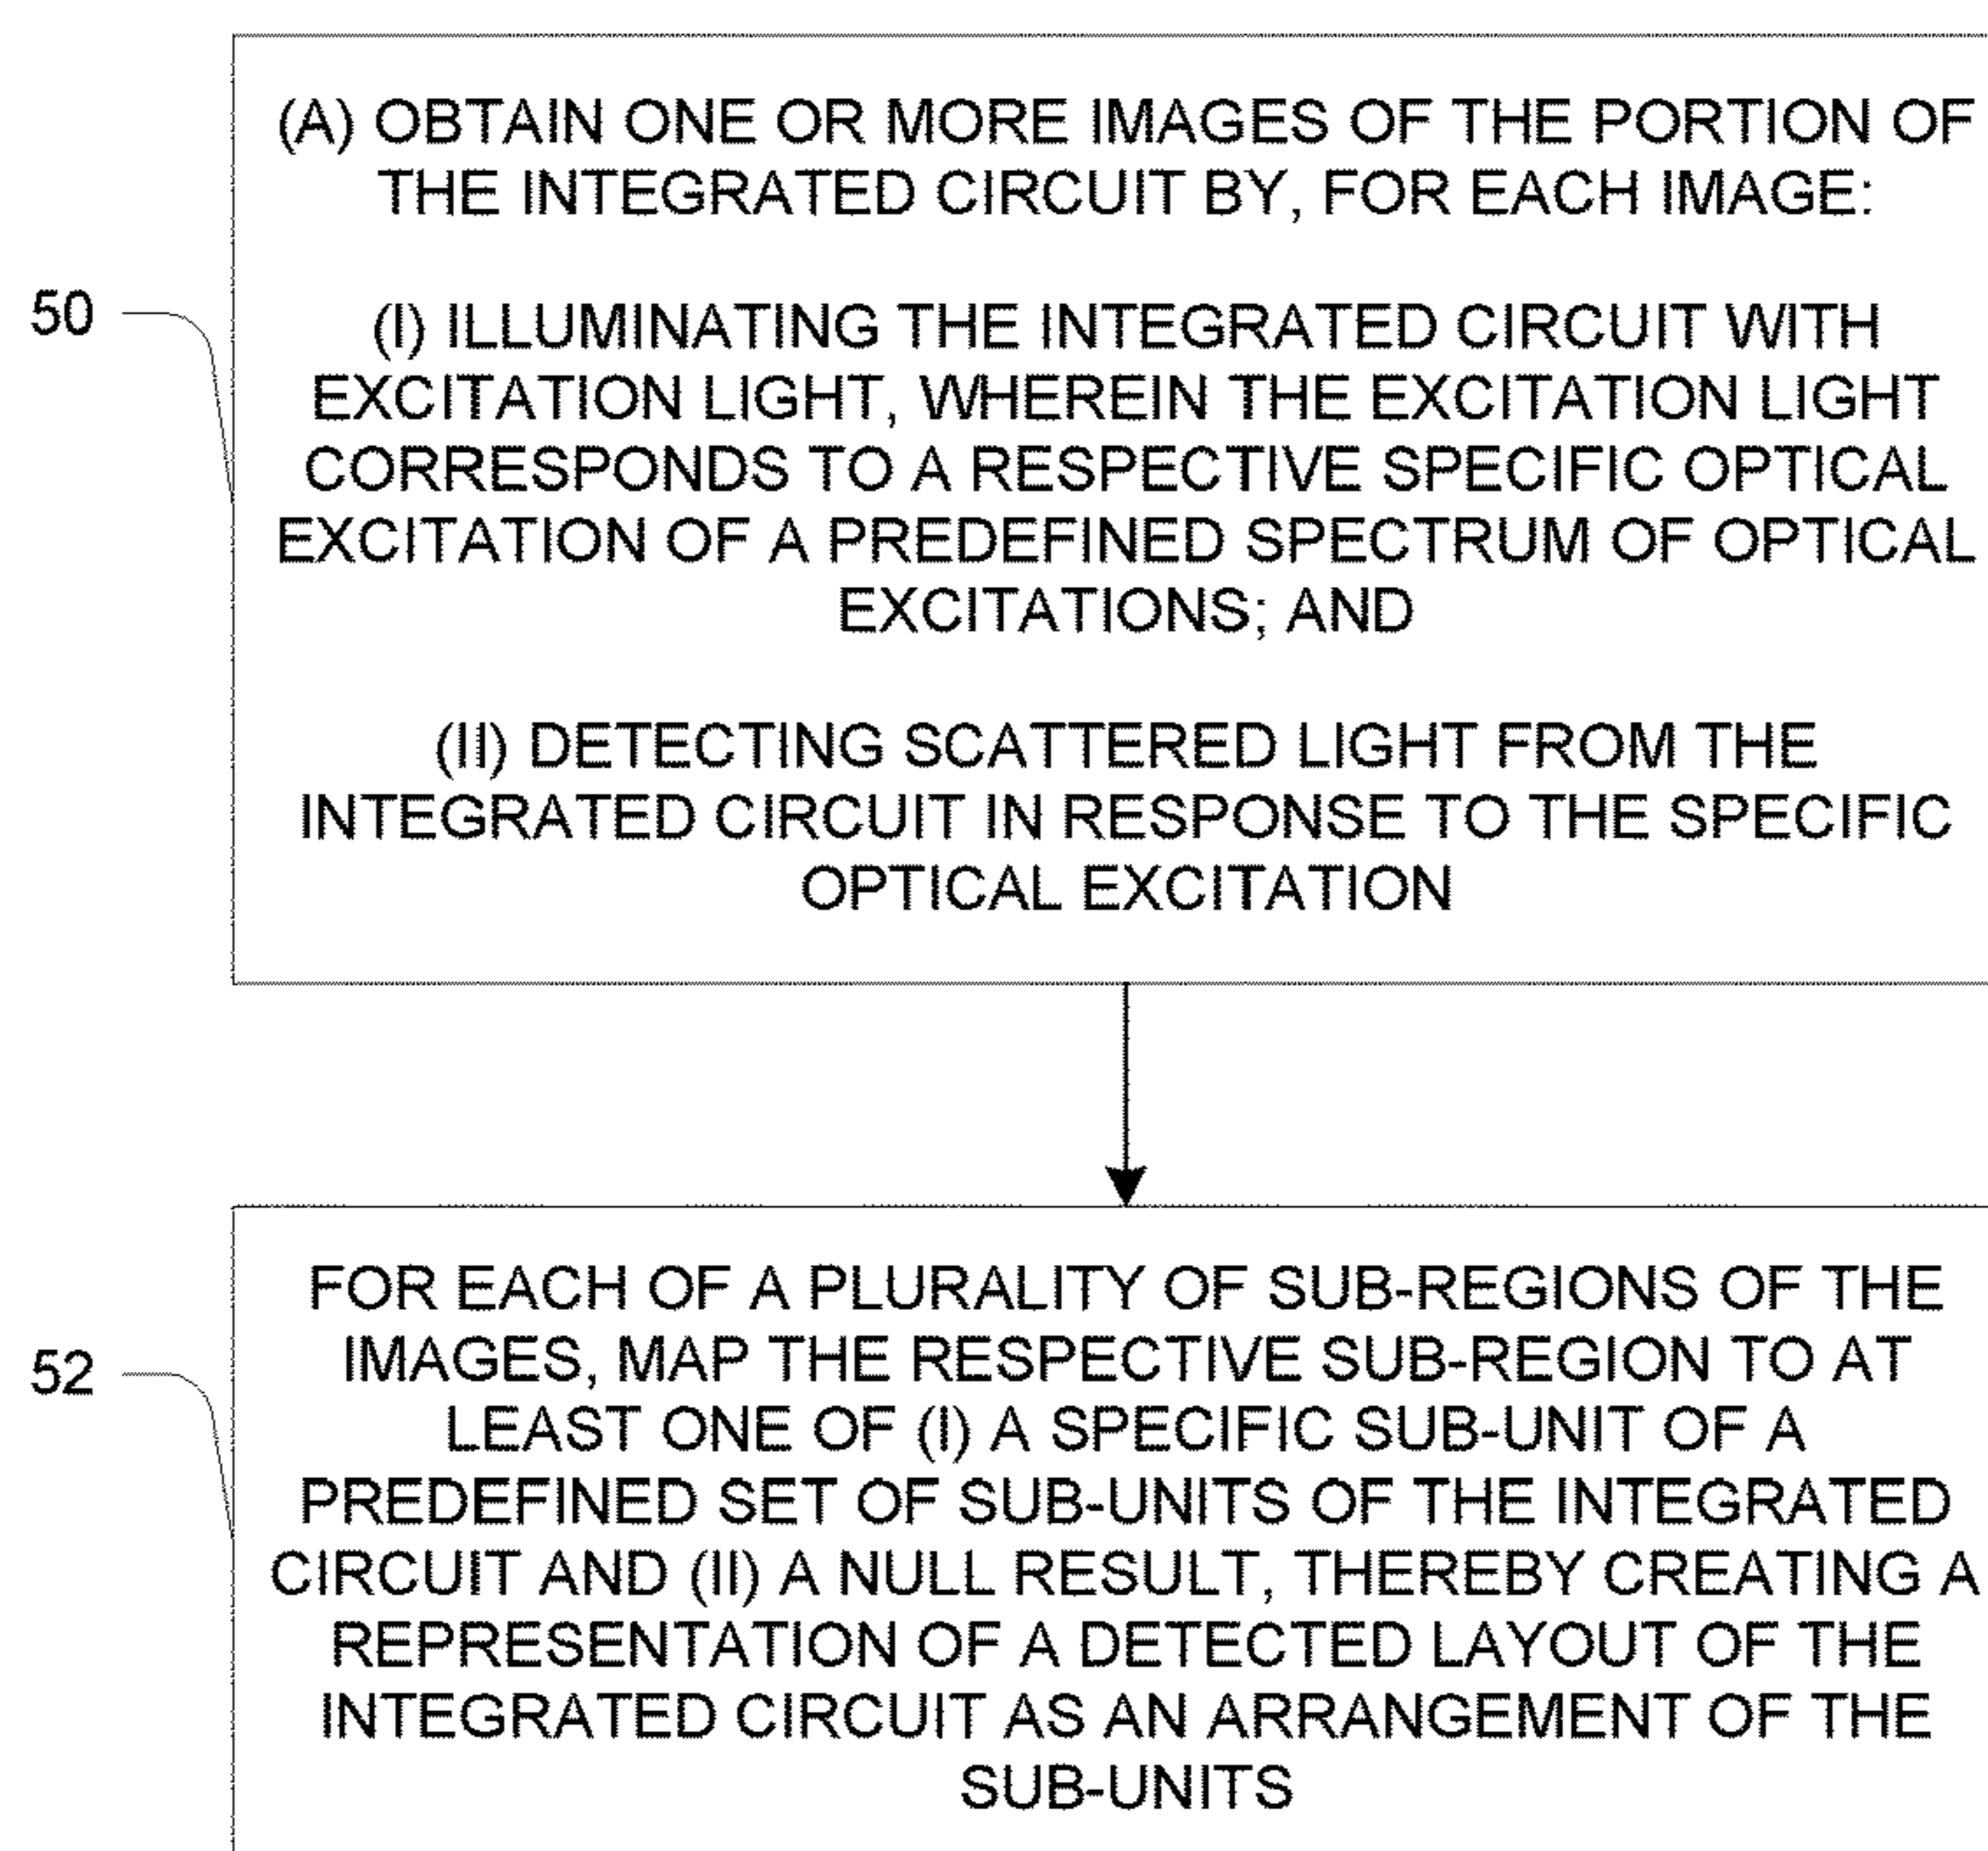 (A) OBTAIN ONE OR MORE IMAGES OF THE PORTION OF
THE INTEGRATED CIRCUIT BY, FOR EACH IMAGE:
50
(I) ILLUMINATING THE INTEGRATED CIRCUIT WITH
EXCITATION LIGHT, WHEREIN THE EXCITATION LIGHT
CORRESPONDS TO A RESPECTIVE SPECIFIC OPTICAL
EXCITATION OF A PREDEFINED SPECTRUM OF OPTICAL
EXCITATIONS; AND
(II) DETECTING SCATTERED LIGHT FROM THE
INTEGRATED CIRCUIT IN RESPONSE TO THE SPECIFIC
OPTICAL EXCITATION
FOR EACH OF A PLURALITY OF SUB-REGIONS OF THE
IMAGES, MAP THE RESPECTIVE SUB-REGION TO AT
52
LEAST ONE OF (I) A SPECIFIC SUB-UNIT OF A
PREDEFINED SET OF SUB-UNITS OF THE INTEGRATED
CIRCUIT AND (II) A NULL RESULT, THEREBY CREATING A
REPRESENTATION OF A DETECTED LAYOUT OF THE
INTEGRATED CIRCUIT AS AN ARRANGEMENT OF THE
SUB-UNITS